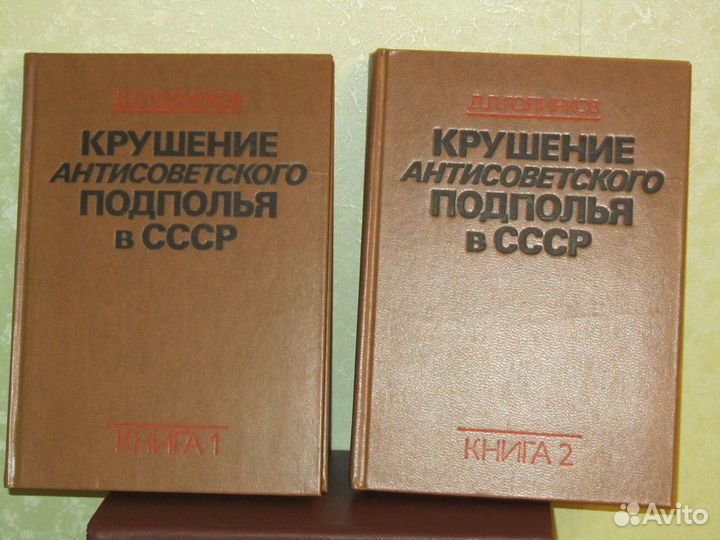 Д.Л.ГОЛИНКОВ
КРУШЕНИЕ
АНТИСОВЕТСКОГО
ПОДПОЛЬЯ
в СССР
КНИГА 1
Д.Л.ГОЛИНКОВ
КРУШЕНИЕ
АНТИСОВЕТСКОГО
ПОДПОЛЬЯ
в СССР
КНИГА 2
Avito